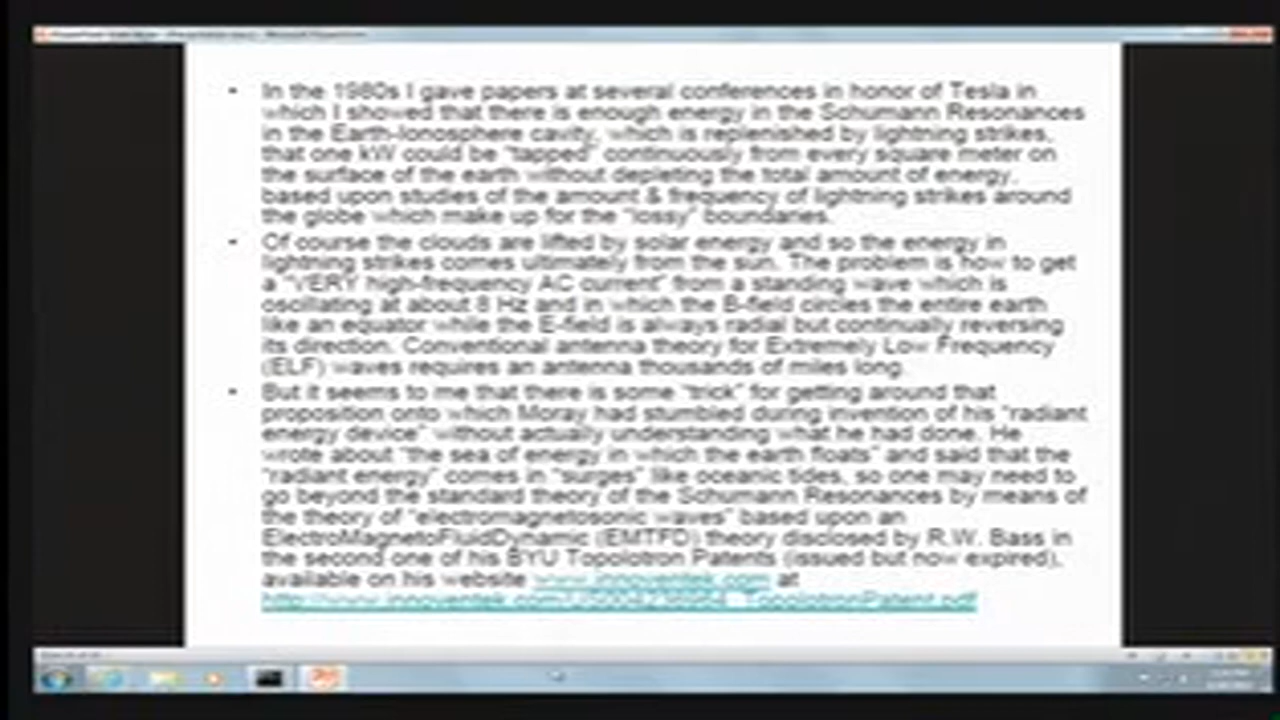 In the 1980s I gave papers at several conferences in honor of Tesla in
which I showed that there is enough energy in the Schumann Resonances
in the Earth-Ionosphere cavity, which is replenished by lightning strikes,
that one kW could be "tapped" continuously from every square meter on
the surface of the earth without depleting the total amount of energy,
based upon studies of the amount & frequency of lightning strikes around
the globe which make up for the "lossy" boundaries.
Of course the clouds are lifted by solar energy and so the energy in
lightning strikes comes ultimately from the sun. The problem is how to get
a "VERY high-frequency AC current" from a standing wave which is
oscillating at about 8 Hz and in which the B-field circles the entire earth
like an equator while the E-field is always radial but continually reversing
its direction. Conventional antenna theory for Extremely Low Frequency
(ELF) waves requires an antenna thousands of miles long.
But it seems to me that there is some "trick" for getting around that
proposition onto which Moray had stumbled during invention of his "radiant
energy device" without actually understanding what he had done. He
wrote about "the sea of energy in which the earth floats" and said that the
"radiant energy" comes in "surges" like oceanic tides, so one may need to
go beyond the standard theory of the Schumann Resonances by means of
the theory of "electromagnetosonic waves" based upon an
ElectroMagnetoFluidDynamic (EMTFD) theory disclosed by R.W. Bass in
the second one of his BYU Topolotron Patents (issued but now expired),
available on his website www.innoventek.com at